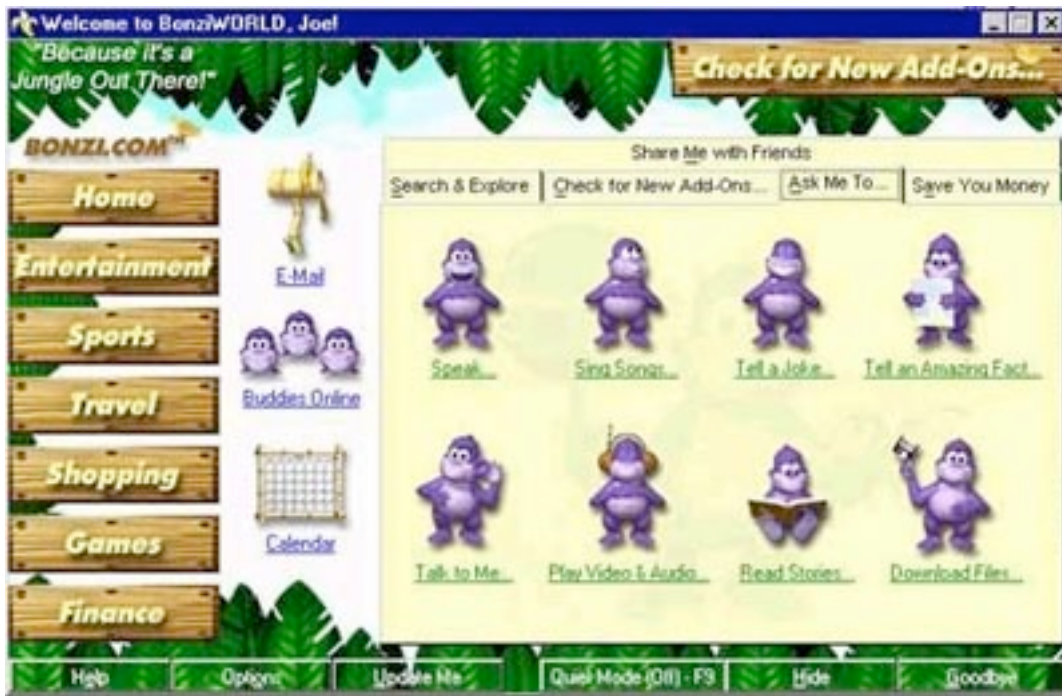 Welcome to BonziWORLD, Joe!
"Because it's a
Jungle Out There!"
Check for New Add-Ons...
BONZI.COM™
Share Me with Friends
Search & Explore
Check for New Add-Ons...
Ask Me To...
Save You Money
Home
Entertainment
Sports
Travel
Shopping
Games
Finance
E-Mail
Buddies Online
Calendar
Speak...
Sing Songs...
Tell a Joke...
Tell an Amazing Fact...
Talk to Me...
Play Video & Audio...
Read Stories...
Download Files...
Help
Options
Update Me
Quiet Mode (Off) - F9
Hide
Goodbye